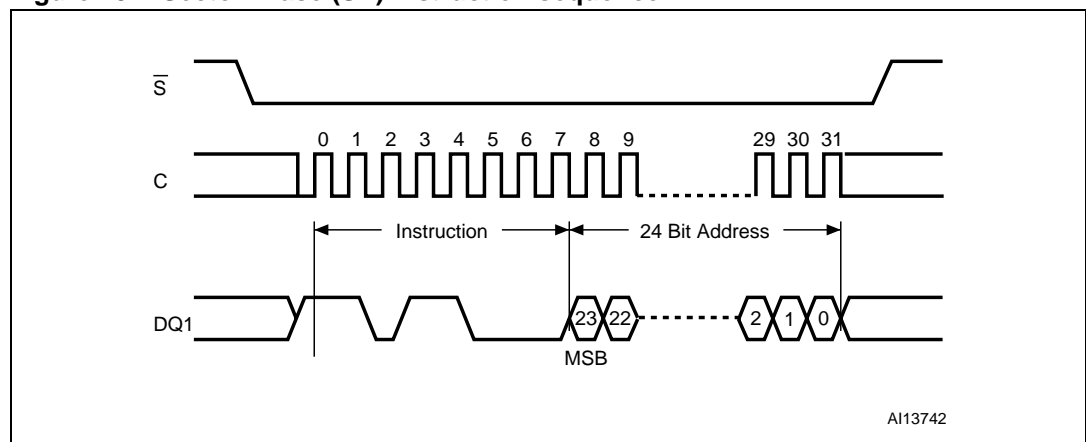 S
0 1 2 3 4 5 6 7 8 9 29 30 31
C
Instruction 24 Bit Address
DQ1 23 22 2 1 0
MSB
AI13742